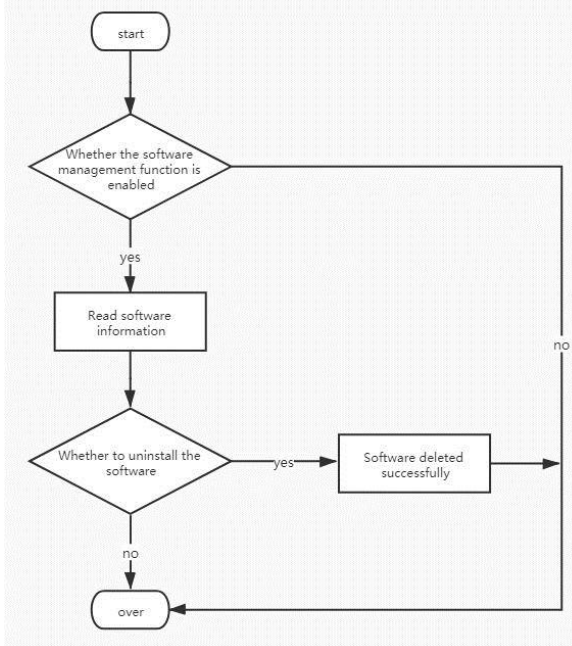 start
Whether the software
management function is
enabled
yes
Read software
information
no
Whether to uninstall the
software
yes
Software deleted
successfully
no
over